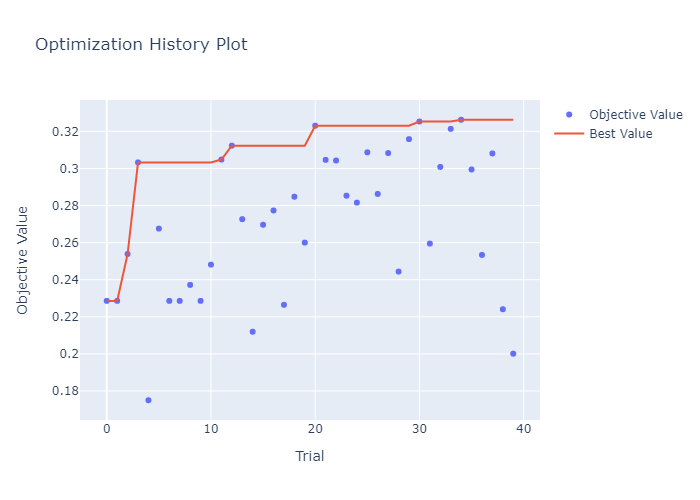 Optimization History Plot
Objective Value
Best Value
Objective Value
0.32
0.3
0.28
0.26
0.24
0.22
0.2
0.18
0
10
20
30
40
Trial